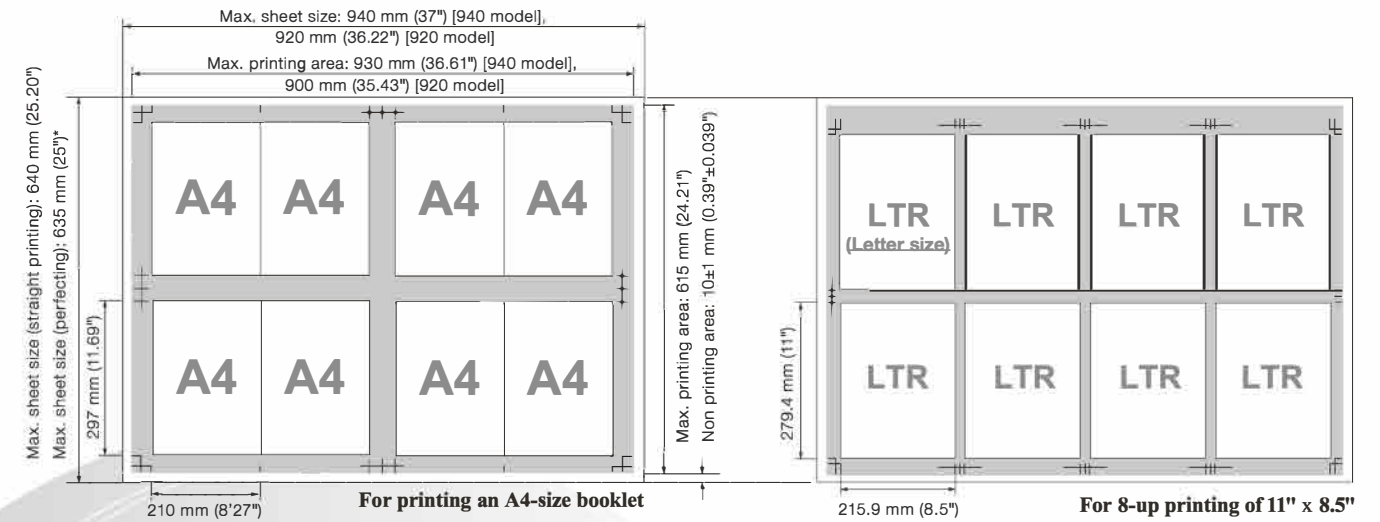 Max. sheet size: 940 mm (37") [940 model],
920 mm (36.22") [920 model]
Max. printing area: 930 mm (36.61") [940 model],
900 mm (35.43") [920 model]
Max. sheet size (straight printing): 640 mm (25.20")
Max. sheet size (perfecting): 635 mm (25")*
A4 A4 A4 A4
297 mm (11.69")
A4 A4 A4 A4
210 mm (8'27")
For printing an A4-size booklet
Max. printing area: 615 mm (24.21")
Non printing area: 10±1 mm (0.39"±0.039")
LTR LTR LTR LTR
(Letter size)
279.4 mm (11")
LTR LTR LTR LTR
215.9 mm (8.5")
For 8-up printing of 11" x 8.5"